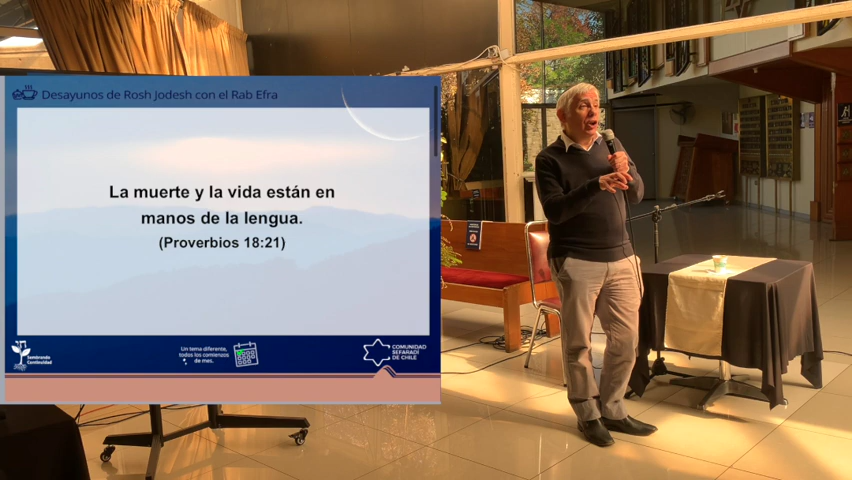 Desayunos de Rosh Jodesh con el Rab Efra
La muerte y la vida están en
manos de la lengua.
(Proverbios 18:21)
Sembrando
Continuidad
Un tema diferente,
todos los comienzos
de mes.
COMUNIDAD
SEFARADÍ
DE CHILE